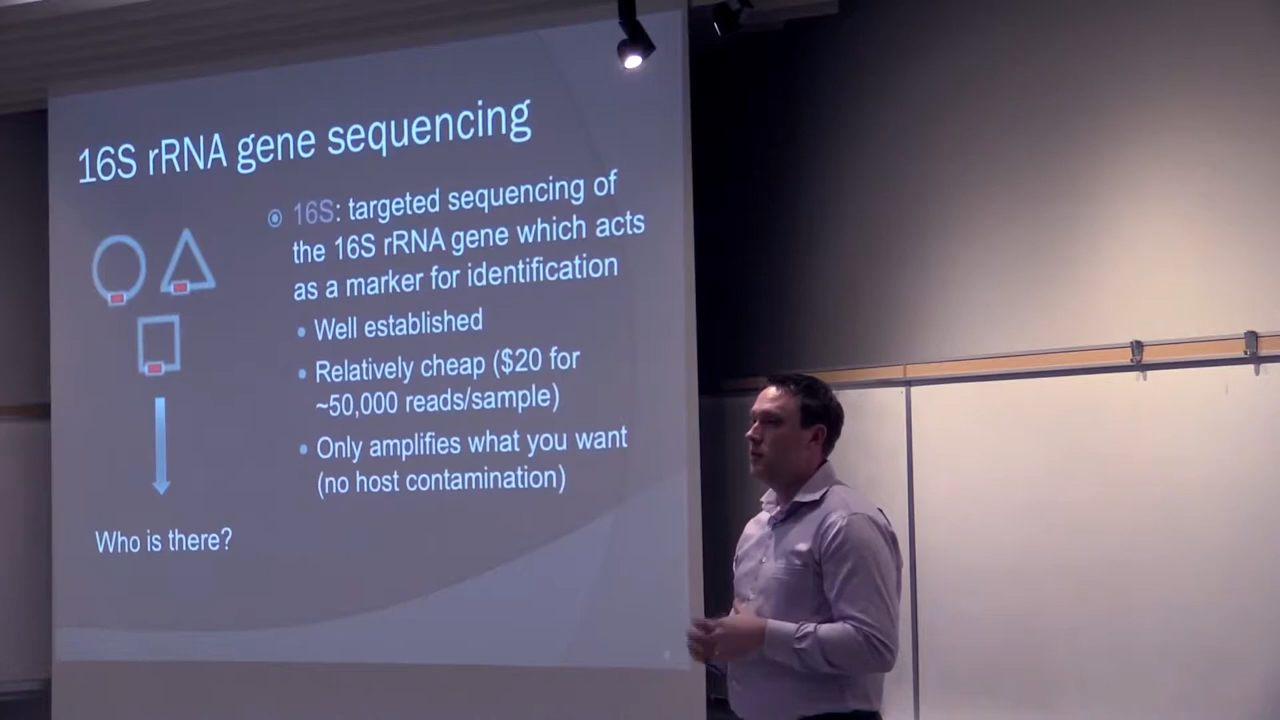 16S rRNA gene sequencing
16S: targeted sequencing of
the 16S rRNA gene which acts
as a marker for identification
• Well established
• Relatively cheap ($20 for
~50,000 reads/sample)
• Only amplifies what you want
(no host contamination)
Who is there?